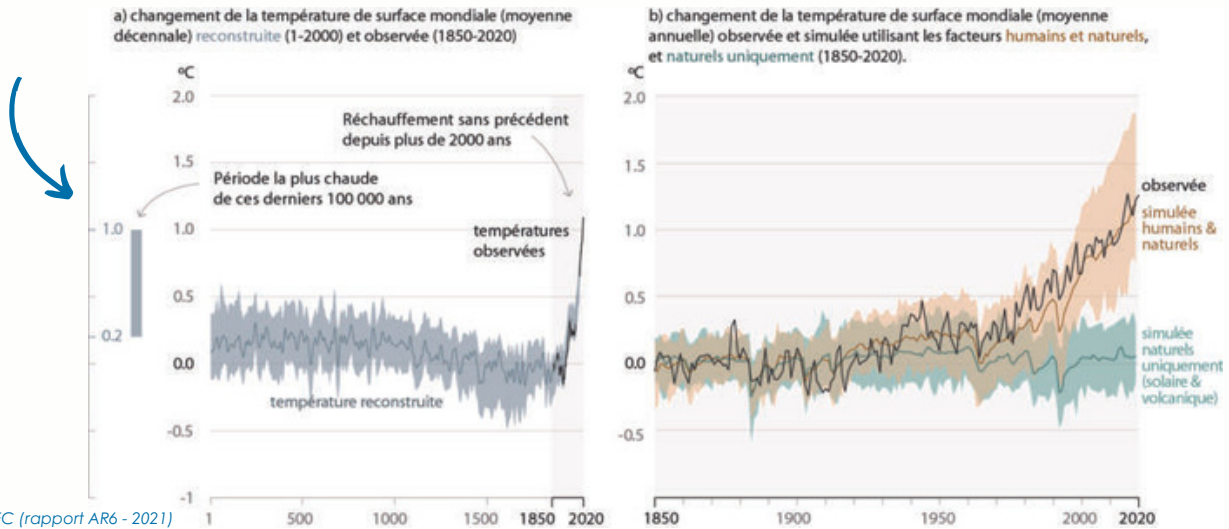 a) changement de la température de surface mondiale (moyenne
décennale) reconstruite (1-2000) et observée (1850-2020)
ºC
2.0
1.5
1.0
0.5
0.0
-0.5
-1
1.0
0.2
Réchauffement sans précédent
depuis plus de 2000 ans
Période la plus chaude
de ces derniers 100 000 ans
températures
observées
température reconstruite
1
500
1000
1500
1850
2020
b) changement de la température de surface mondiale (moyenne
annuelle) observée et simulée utilisant les facteurs humains et naturels,
et naturels uniquement (1850-2020).
ºC
2.0
1.5
1.0
0.5
0.0
-0.5
observée
simulée
humains &
naturels
simulée
naturels
uniquement
(solaire &
volcanique)
1850
1900
1950
2000
2020
(rapport AR6 - 2021)